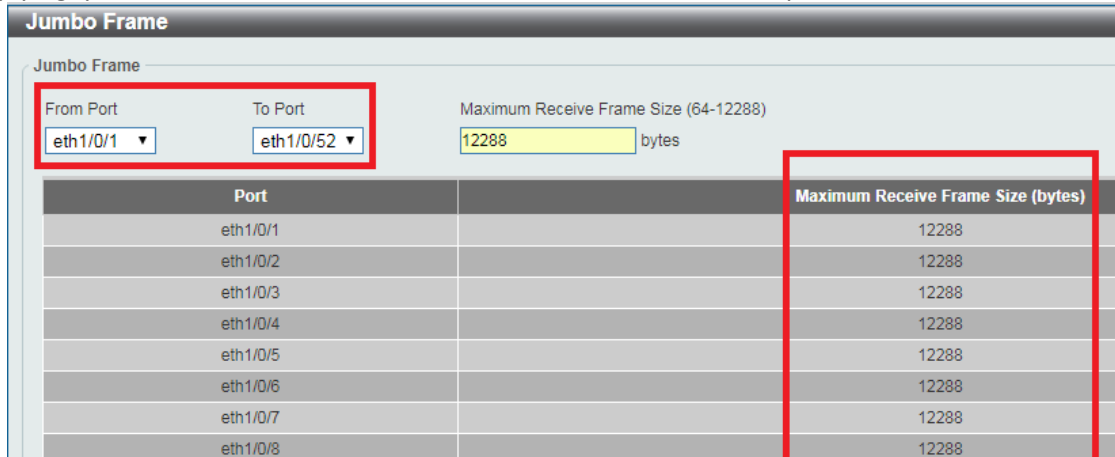 Jumbo Frame
Jumbo Frame
From Port To Port Maximum Receive Frame Size (64-12288)
eth1/0/1 eth1/0/52 12288 bytes
Port Maximum Receive Frame Size (bytes)
eth1/0/1 12288
eth1/0/2 12288
eth1/0/3 12288
eth1/0/4 12288
eth1/0/5 12288
eth1/0/6 12288
eth1/0/7 12288
eth1/0/8 12288